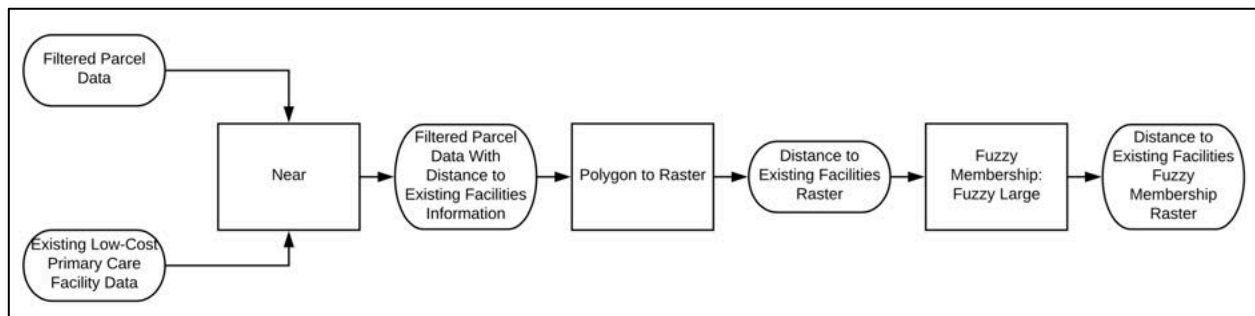 Filtered Parcel
Data
Existing Low-Cost
Primary Care
Facility Data
Near
Filtered Parcel
Data With
Distance to
Existing Facilities
Information
Polygon to Raster
Distance to
Existing Facilities
Raster
Fuzzy
Membership:
Fuzzy Large
Distance to
Existing Facilities
Fuzzy
Membership
Raster